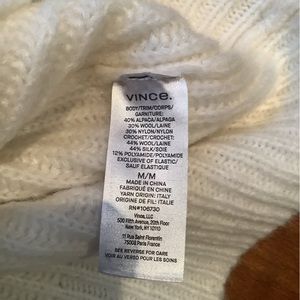 VINCE.
BODY/TRIM/CORPS/
GARNITURE:
40% ALPACA/ALPAGA
30% WOOL/LAINE
30% NYLON/NYLON
CROCHET/CROCHET:
44% WOOL/LAINE
44% SILK/SOIE
12% POLYAMIDE/POLYAMIDE
EXCLUSIVE OF ELASTIC/
SAUF ÉLASTIQUE
M/M
MADE IN CHINA
FABRIQUÉ EN CHINE
YARN ORIGIN: ITALY
ORIGINE DE FIL: ITALIE
RN#106730
Vince, LLC
500 Fifth Avenue, 20th Floor
New York, NY 10110
11 Rue Saint Florentin
75008 Paris France
SEE REVERSE FOR CARE
VOIR AU VERSO POUR LES SOINS